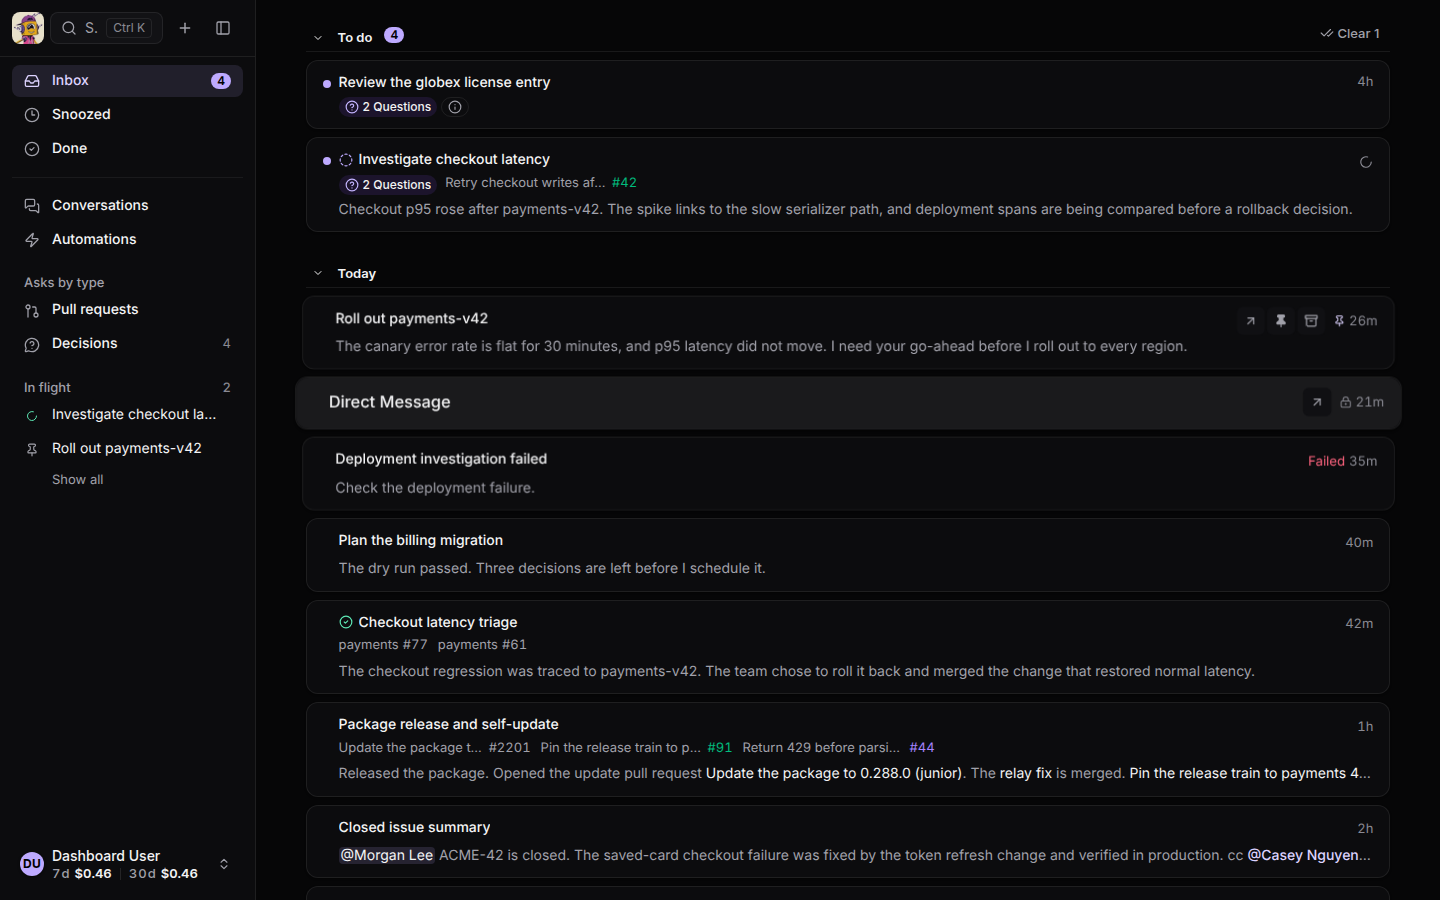 S. Ctrl K
Inbox 4
Snoozed
Done
Conversations
Automations
Asks by type
Pull requests
Decisions 4
In flight 2
Investigate checkout la...
Roll out payments-v42
Show all
DU Dashboard User
7d $0.46 30d $0.46
To do 4 Clear 1
Review the globex license entry 4h
2 Questions
Investigate checkout latency
2 Questions Retry checkout writes af... #42
Checkout p95 rose after payments-v42. The spike links to the slow serializer path, and deployment spans are being compared before a rollback decision.
Today
Roll out payments-v42 26m
The canary error rate is flat for 30 minutes, and p95 latency did not move. I need your go-ahead before I roll out to every region.
Direct Message 21m
Deployment investigation failed Failed 35m
Check the deployment failure.
Plan the billing migration 40m
The dry run passed. Three decisions are left before I schedule it.
Checkout latency triage 42m
payments #77 payments #61
The checkout regression was traced to payments-v42. The team chose to roll it back and merged the change that restored normal latency.
Package release and self-update 1h
Update the package t... #2201 Pin the release train to p... #91 Return 429 before parsi... #44
Released the package. Opened the update pull request Update the package to 0.288.0 (junior). The relay fix is merged. Pin the release train to payments 4...
Closed issue summary 2h
@Morgan Lee ACME-42 is closed. The saved-card checkout failure was fixed by the token refresh change and verified in production. cc @Casey Nguyen...